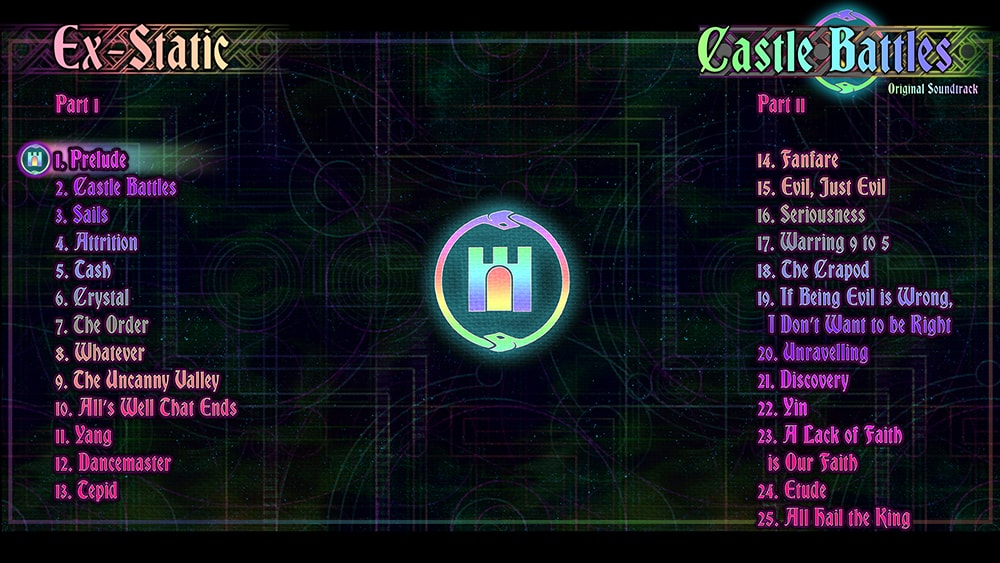 Ex-Static
Castle Battles
Original Soundtrack
Part I
1. Prelude
2. Castle Battles
3. Sails
4. Attrition
5. Cash
6. Crystal
7. The Order
8. Whatever
9. The Uncanny Valley
10. All's Well That Ends
11. Yang
12. Dancemaster
13. Tepid
Part II
14. Fanfare
15. Evil, Just Evil
16. Seriousness
17. Warring 9 to 5
18. The Crapod
19. If Being Evil is Wrong,
I Don't Want to be Right
20. Unravelling
21. Discovery
22. Yin
23. A Lack of Faith
is Our Faith
24. Etude
25. All Hail the King